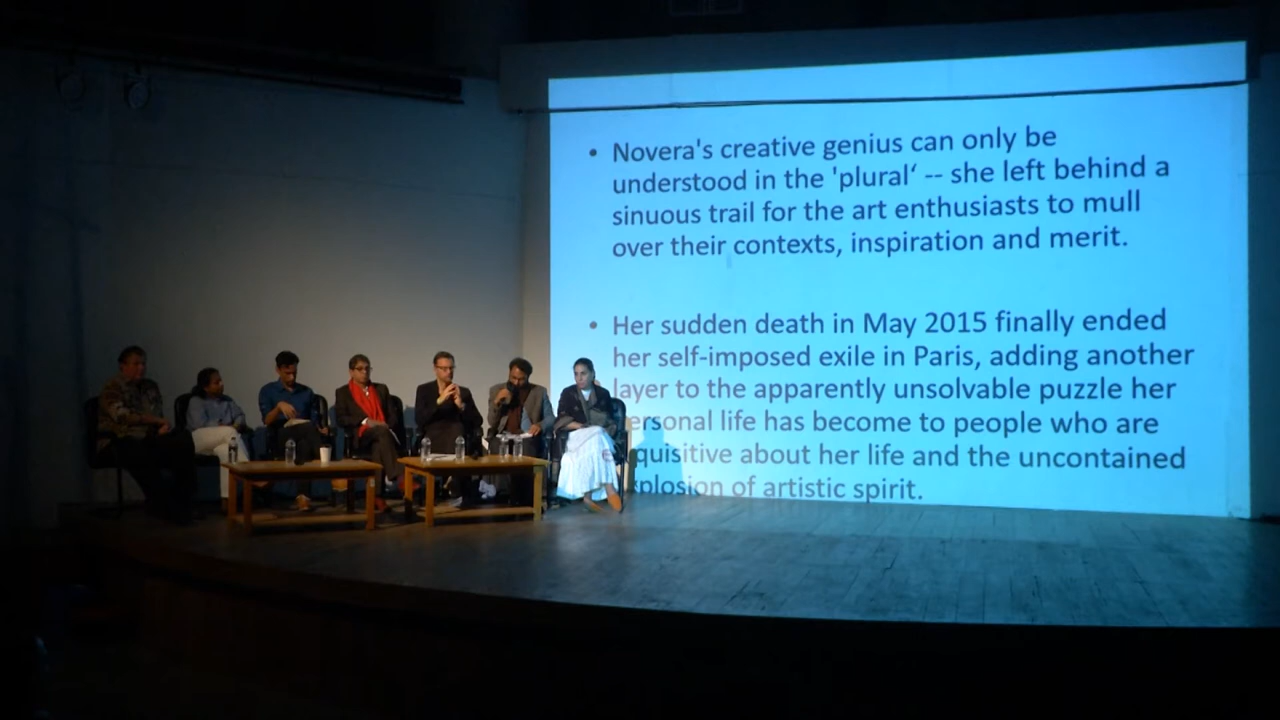 • Novera's creative genius can only be
understood in the 'plural‘ -- she left behind a
sinuous trail for the art enthusiasts to mull
over their contexts, inspiration and merit.
• Her sudden death in May 2015 finally ended
her self-imposed exile in Paris, adding another
layer to the apparently unsolvable puzzle her
personal life has become to people who are
quisitive about her life and the uncontained
plosion of artistic spirit.